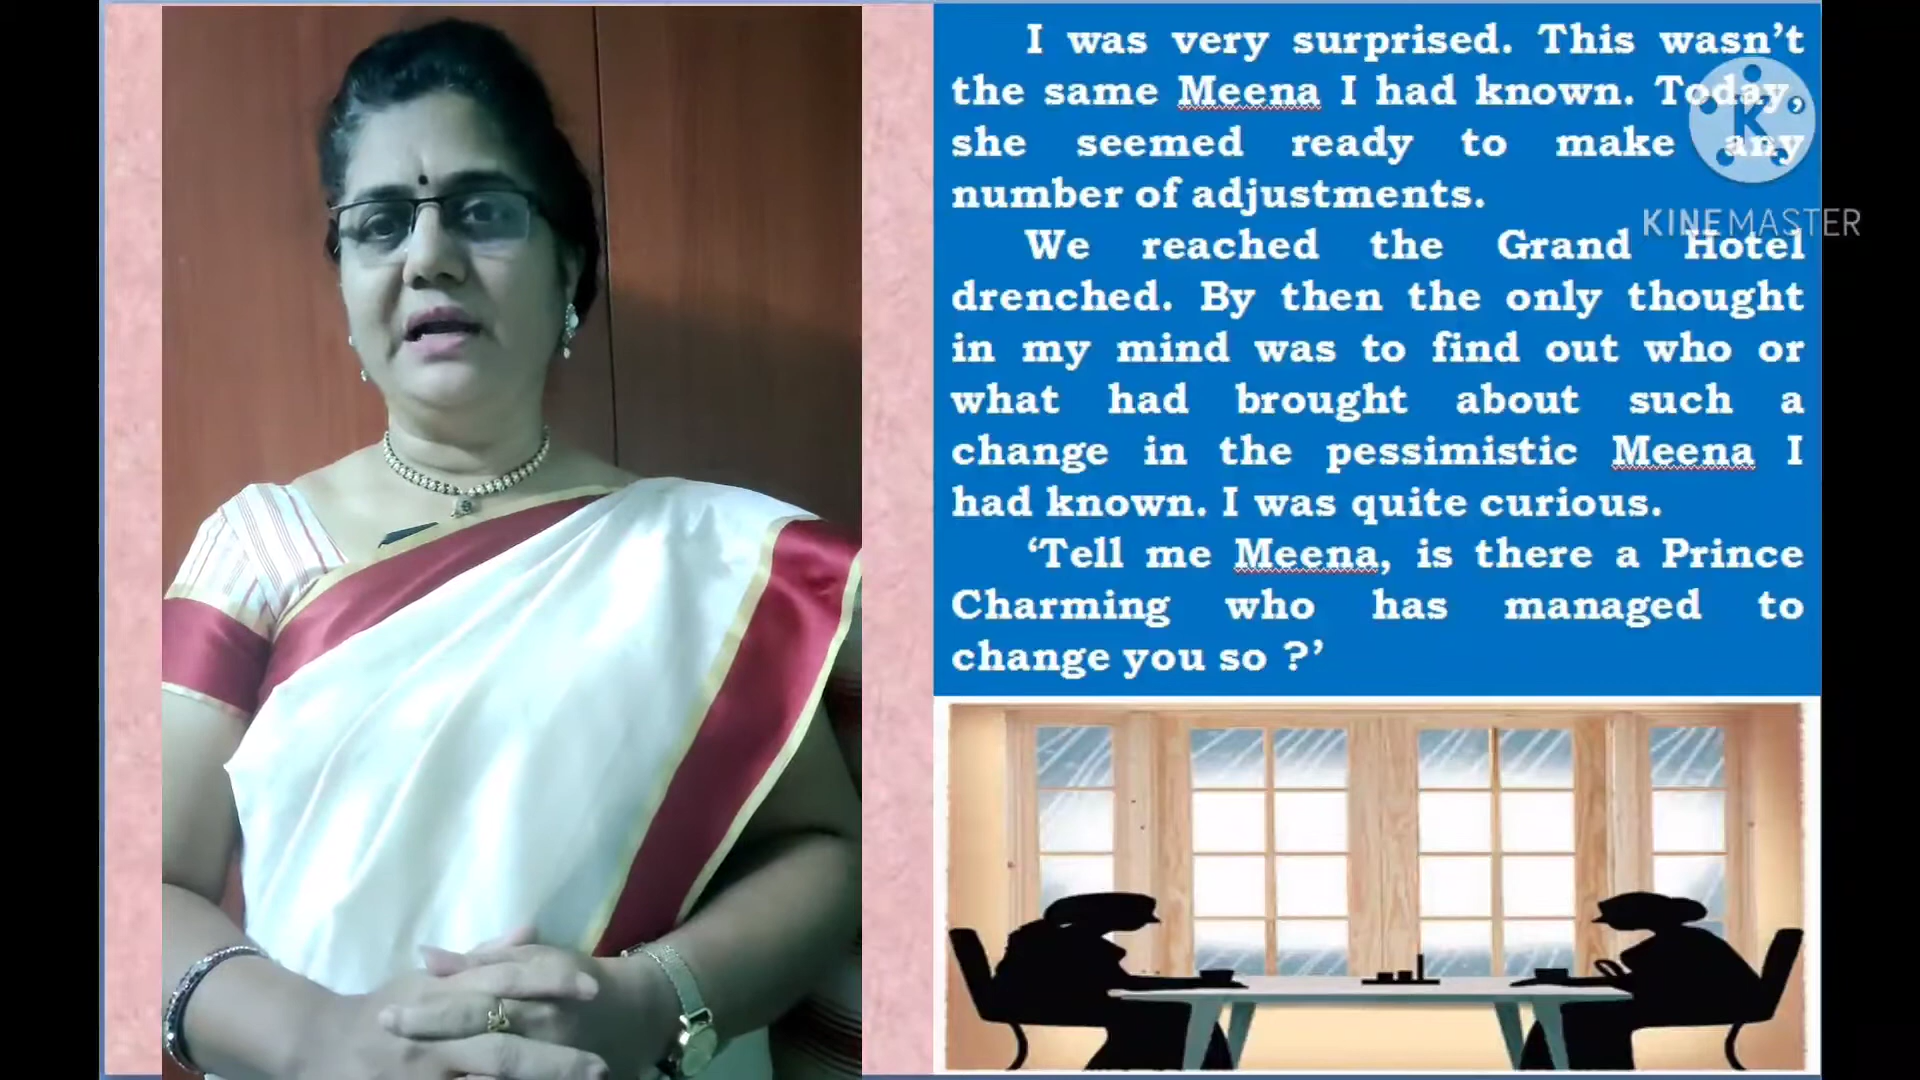 I was very surprised. This wasn’t
the same Meena I had known. Today,
she seemed ready to make any
number of adjustments.
We reached the Grand Hotel
drenched. By then the only thought
in my mind was to find out who or
what had brought about such a
change in the pessimistic Meena I
had known. I was quite curious.
‘Tell me Meena, is there a Prince
Charming who has managed to
change you so ?’
K
KINEMASTER